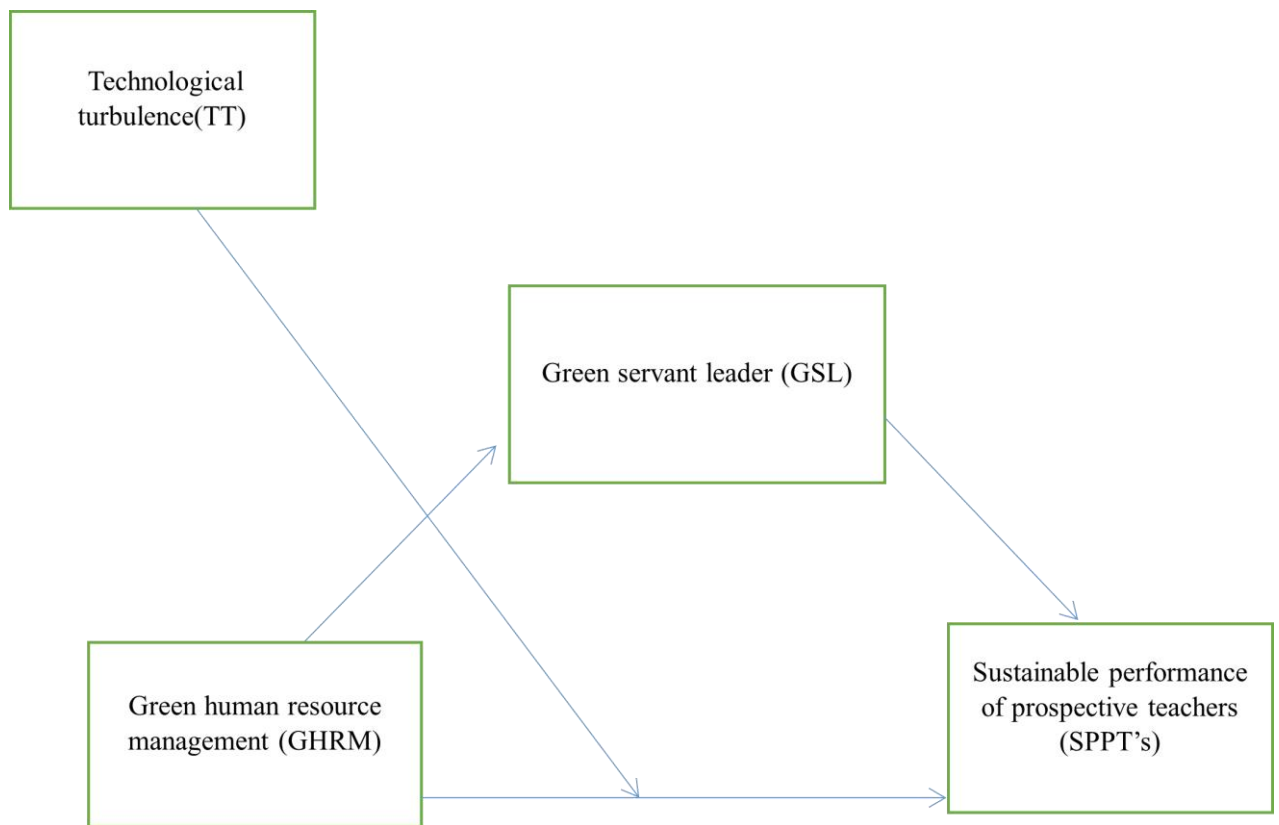 Technological
turbulence(TT)
Green servant leader (GSL)
Green human resource
management (GHRM)
Sustainable performance
of prospective teachers
(SPPT’s)